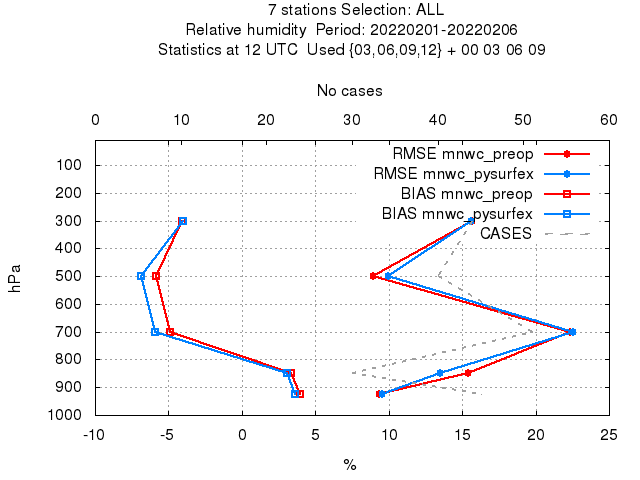 7 stations Selection: ALL
Relative humidity  Period: 20220201-20220206
Statistics at 12 UTC  Used {03,06,09,12} + 00 03 06 09
No cases
0 10 20 30 40 50 60
RMSE mnwc_preop
RMSE mnwc_pysurfex
BIAS mnwc_preop
BIAS mnwc_pysurfex
CASES
100
200
300
400
500
600
700
800
900
1000
hPa
-10 -5 0 5 10 15 20 25
%